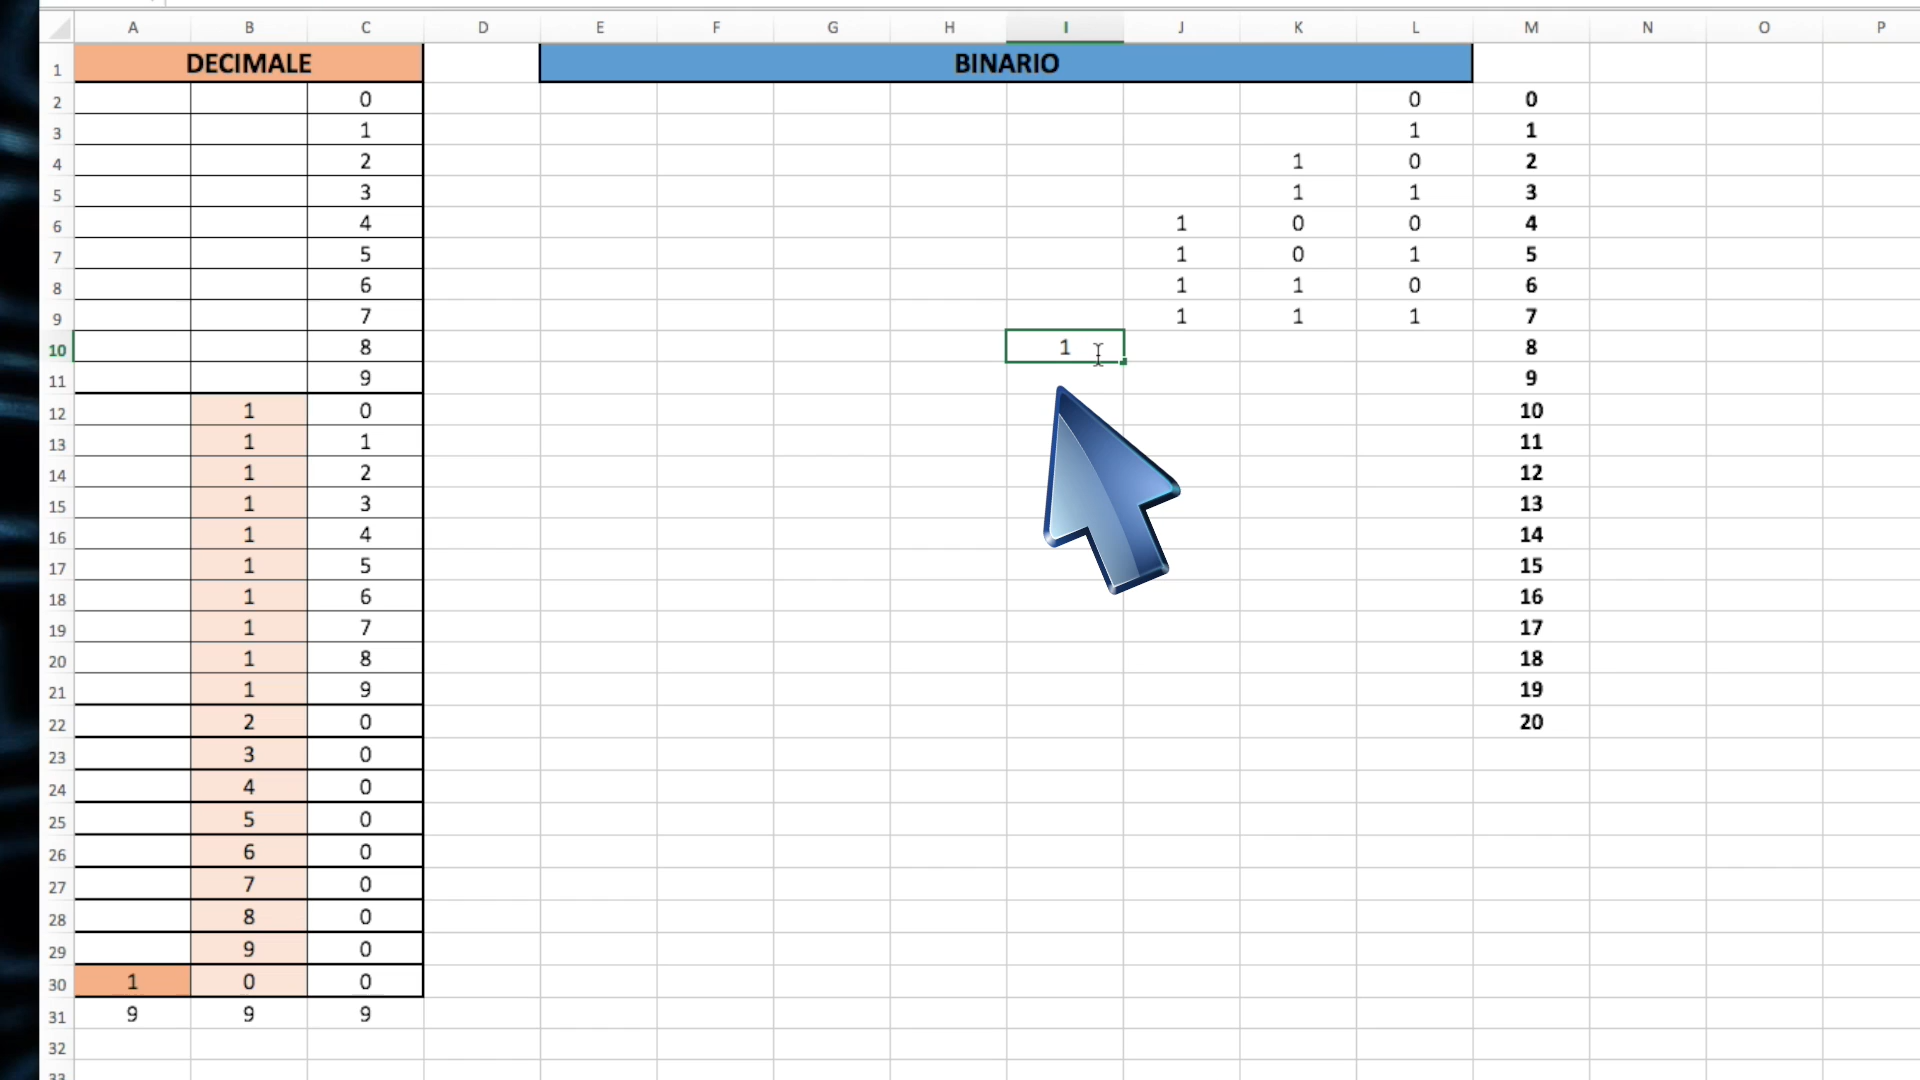 A B C D E F G H I J K L M N O P
1 DECIMALE BINARIO
2 0 0 0
3 1 1 1
4 2 1 0 2
5 3 1 1 3
6 4 1 0 0 4
7 5 1 0 1 5
8 6 1 1 0 6
9 7 1 1 1 7
10 8 1 8
11 9 9
12 1 0 10
13 1 1 11
14 1 2 12
15 1 3 13
16 1 4 14
17 1 5 15
18 1 6 16
19 1 7 17
20 1 8 18
21 1 9 19
22 2 0 20
23 3 0
24 4 0
25 5 0
26 6 0
27 7 0
28 8 0
29 9 0
30 1 0 0
31 9 9 9
32
33